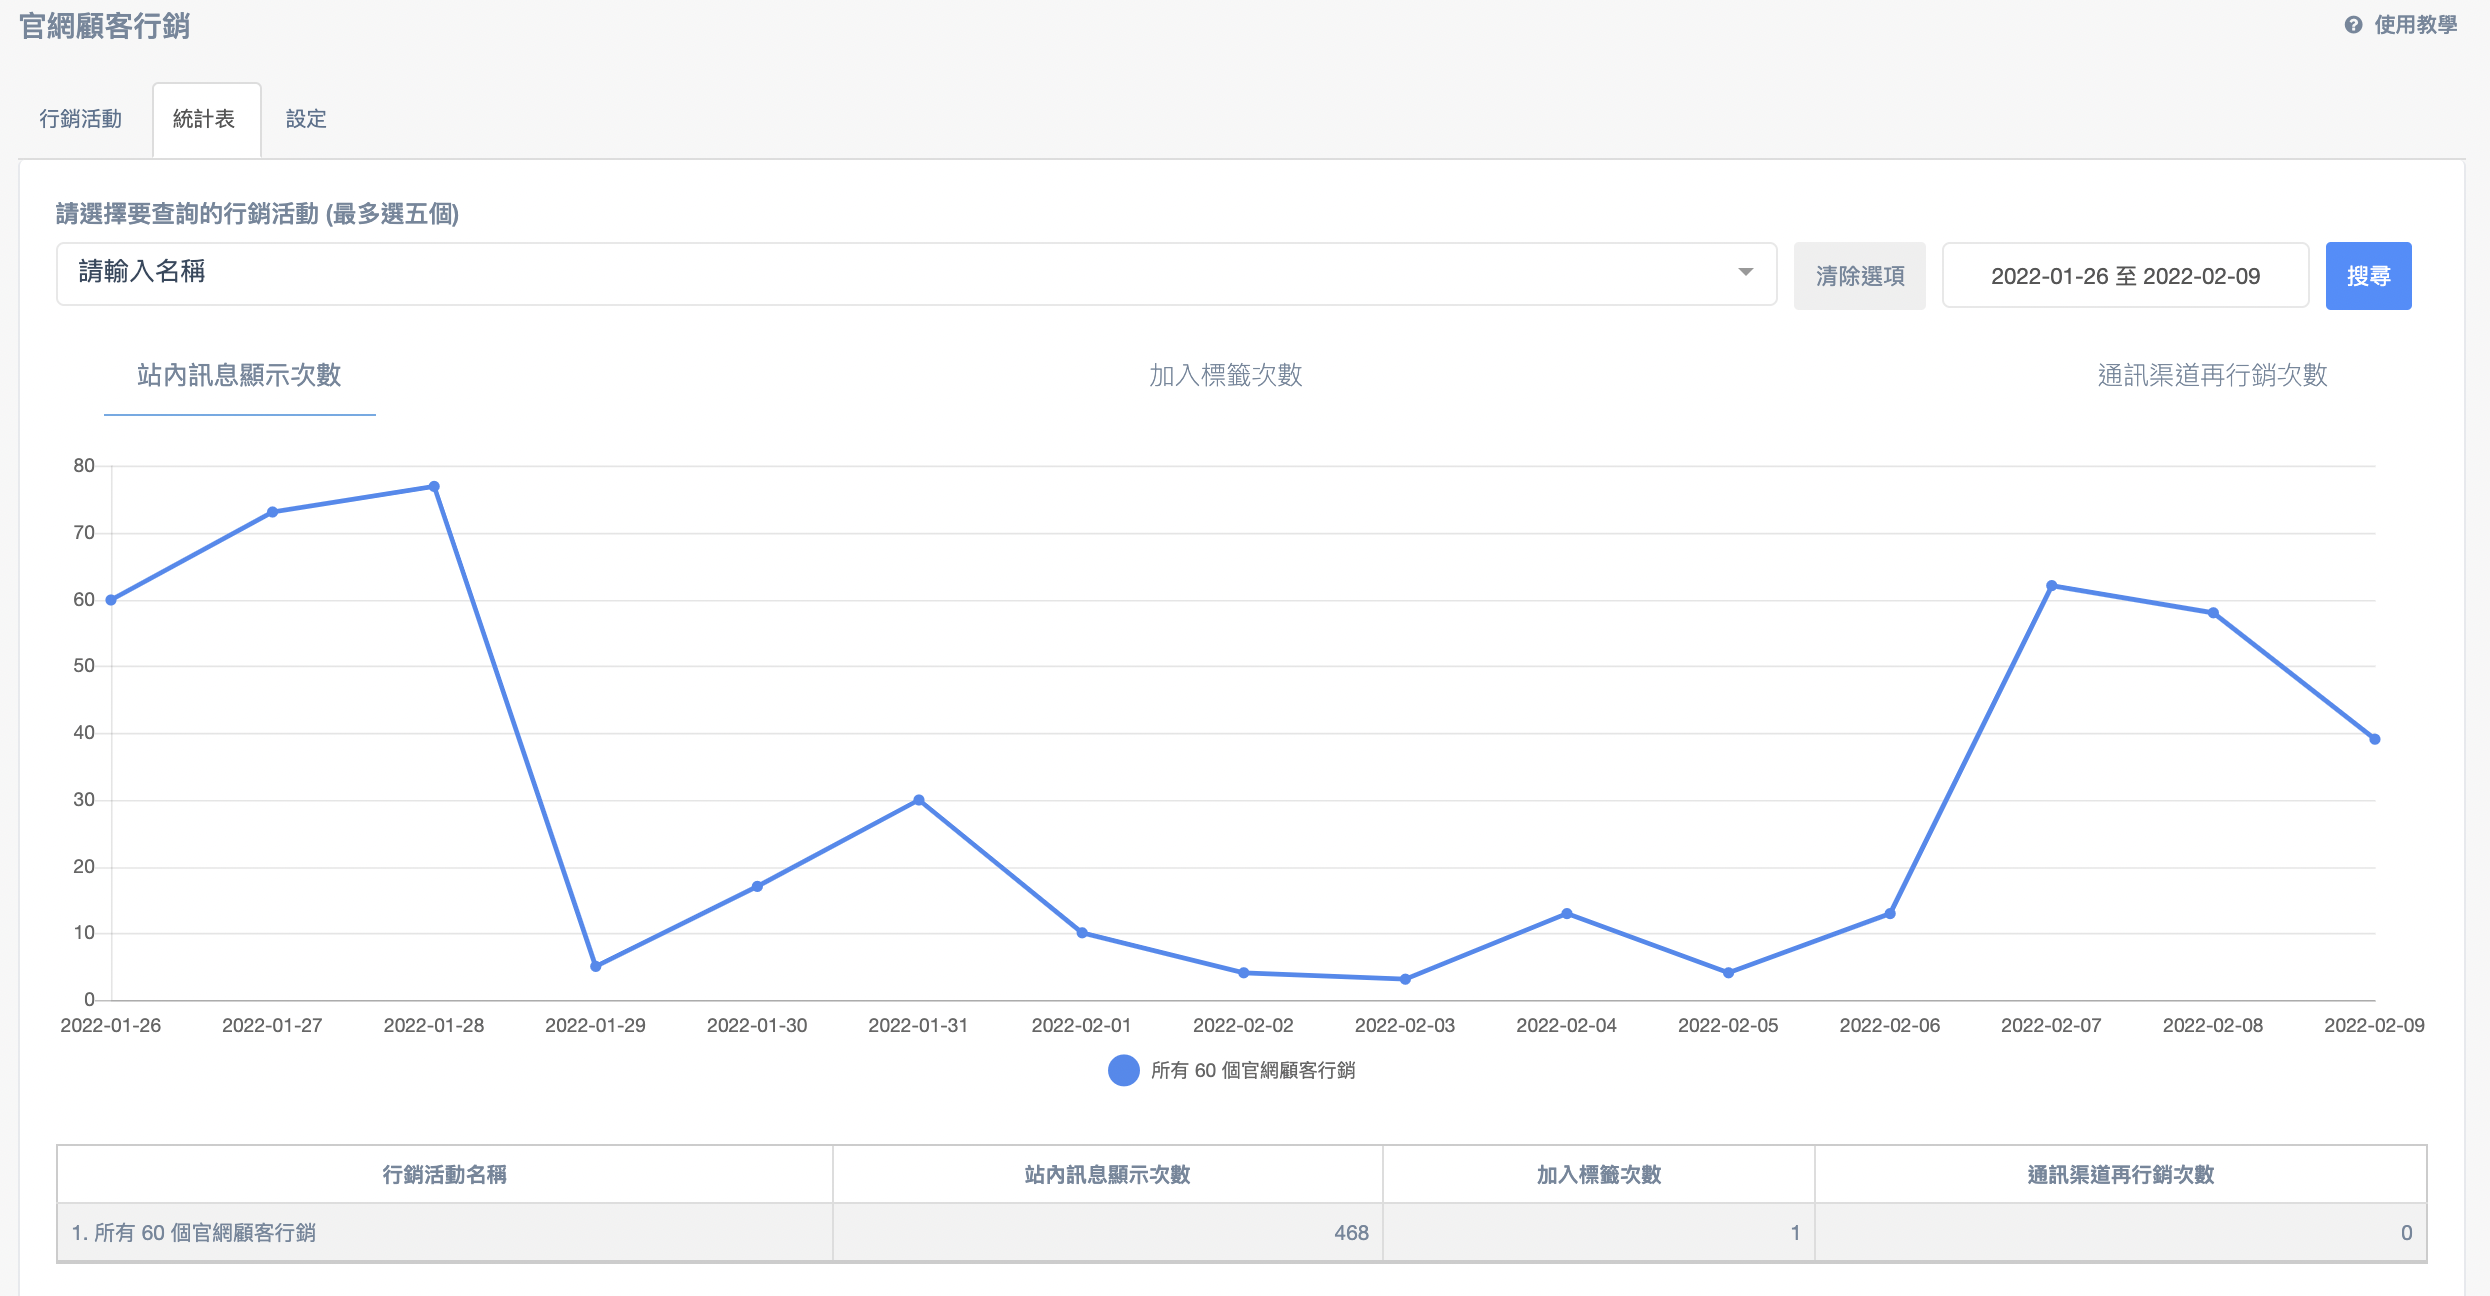 官網顧客行銷
使用教學
行銷活動 統計表 設定
請選擇要查詢的行銷活動 (最多選五個)
請輸入名稱 清除選項 2022-01-26 至 2022-02-09 搜尋
站內訊息顯示次數 加入標籤次數 通訊渠道再行銷次數
80
70
60
50
40
30
20
10
0
2022-01-26 2022-01-27 2022-01-28 2022-01-29 2022-01-30 2022-01-31 2022-02-01 2022-02-02 2022-02-03 2022-02-04 2022-02-05 2022-02-06 2022-02-07 2022-02-08 2022-02-09
所有 60 個官網顧客行銷
行銷活動名稱 站內訊息顯示次數 加入標籤次數 通訊渠道再行銷次數
1. 所有 60 個官網顧客行銷 468 1 0